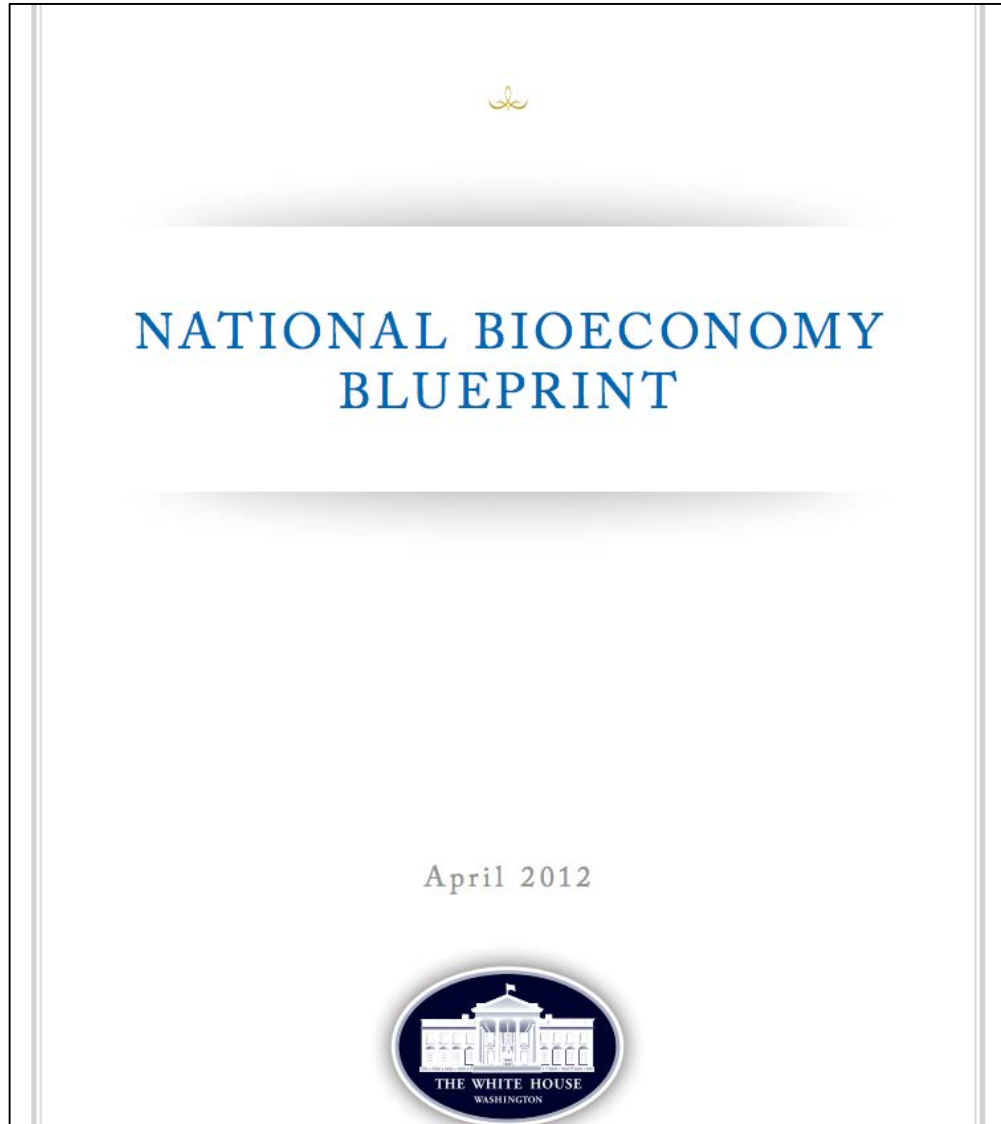 NATIONAL BIOECONOMY
BLUEPRINT
April 2012
THE WHITE HOUSE
WASHINGTON